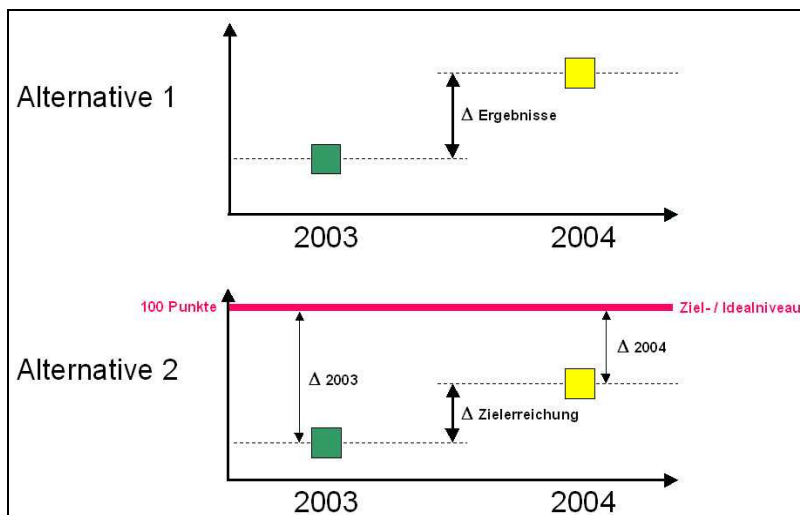 Alternative 1
Δ Ergebnisse
2003
2004
100 Punkte
Ziel- / Idealniveau
Δ 2004
Alternative 2
Δ 2003
Δ Zielerreichung
2003
2004